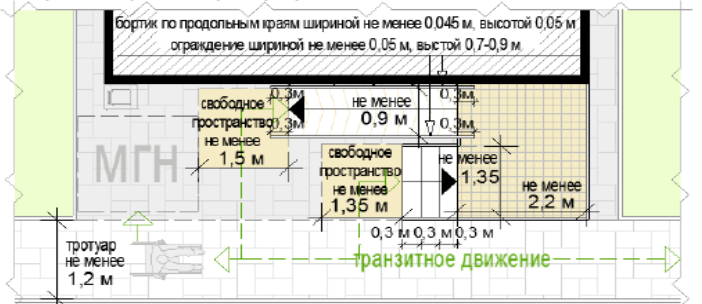 бортик по продольным краям шириной не менее 0,045 м, высотой 0,05 м
ограждение шириной не менее 0,05 м, выстой 0,7-0,9 м
0,3м
0,3м
свободное
пространство
не менее
1,5 м
0,3м
не менее
0,9 м
0,3м
МГН
свободное
пространство
не менее
1,35 м
не менее
1,35
не менее
2,2 м
0,3 м 0,3 м 0,3 м
тротуар
не менее
1,2 м
транзитное движение